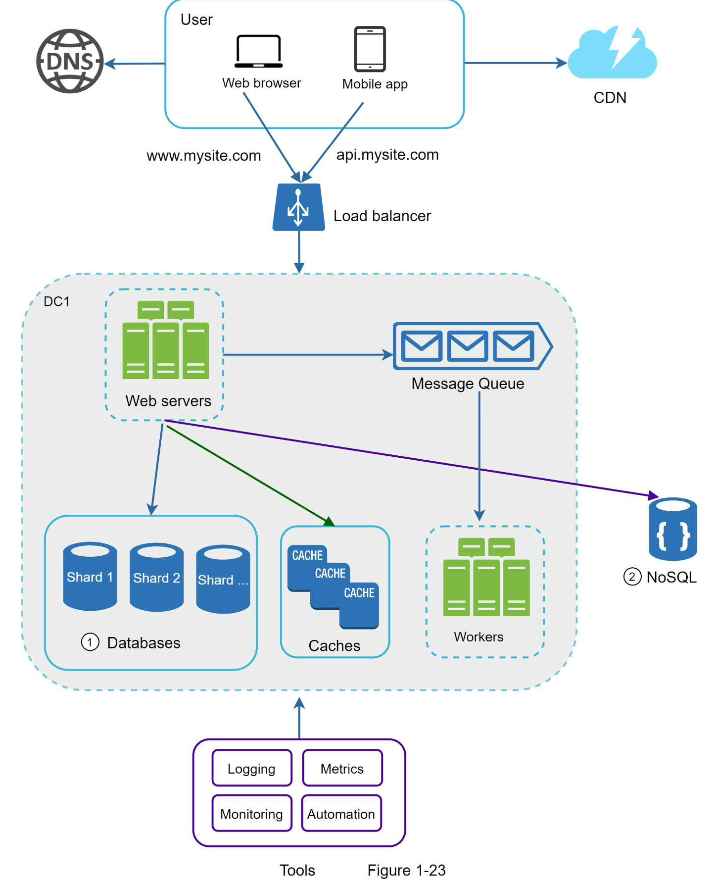 User
DNS
Web browser
Mobile app
CDN
www.mysite.com
api.mysite.com
Load balancer
DC1
Web servers
Message Queue
Shard 1
Shard 2
Shard ...
CACHE
CACHE
CACHE
{ }
2 NoSQL
1 Databases
Caches
Workers
Logging
Metrics
Monitoring
Automation
Tools
Figure 1-23